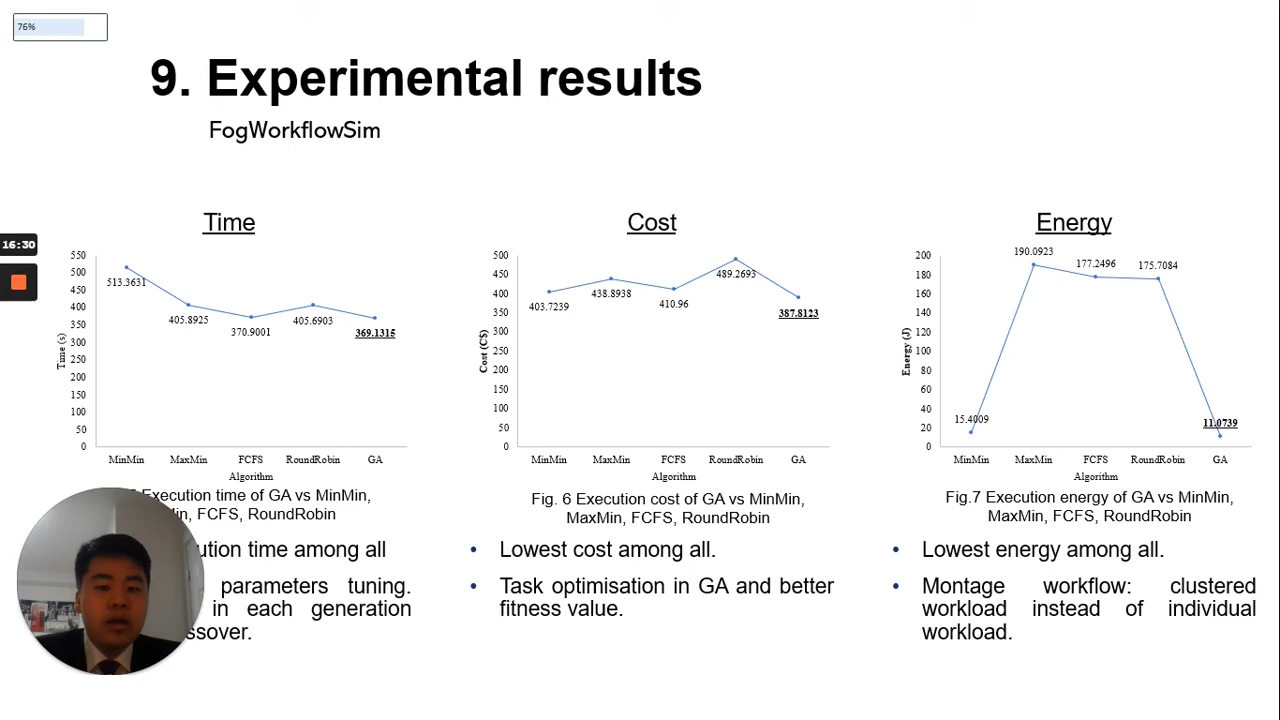 76%
9. Experimental results
FogWorkflowSim
16:30
Time
550
500
450
400
350
300
250
200
150
100
50
0
Time (s)
513.3631
405.8925
370.9001
405.6903
369.1315
MinMin MaxMin FCFS RoundRobin GA
Algorithm
Execution time of GA vs MinMin,
FCFS, RoundRobin
time among all
parameters tuning.
in each generation
Cost
500
450
400
350
300
250
200
150
100
50
0
Cost (C$)
403.7239
438.8938
410.96
489.2693
387.8123
MinMin MaxMin FCFS RoundRobin GA
Algorithm
Fig. 6 Execution cost of GA vs MinMin,
MaxMin, FCFS, RoundRobin
• Lowest cost among all.
• Task optimisation in GA and better
fitness value.
Energy
200
180
160
140
120
100
80
60
40
20
0
Energy (J)
15.4009
190.0923
177.2496
175.7084
11.0739
MinMin MaxMin FCFS RoundRobin GA
Algorithm
Fig.7 Execution energy of GA vs MinMin,
MaxMin, FCFS, RoundRobin
• Lowest energy among all.
• Montage workflow: clustered
workload instead of individual
workload.